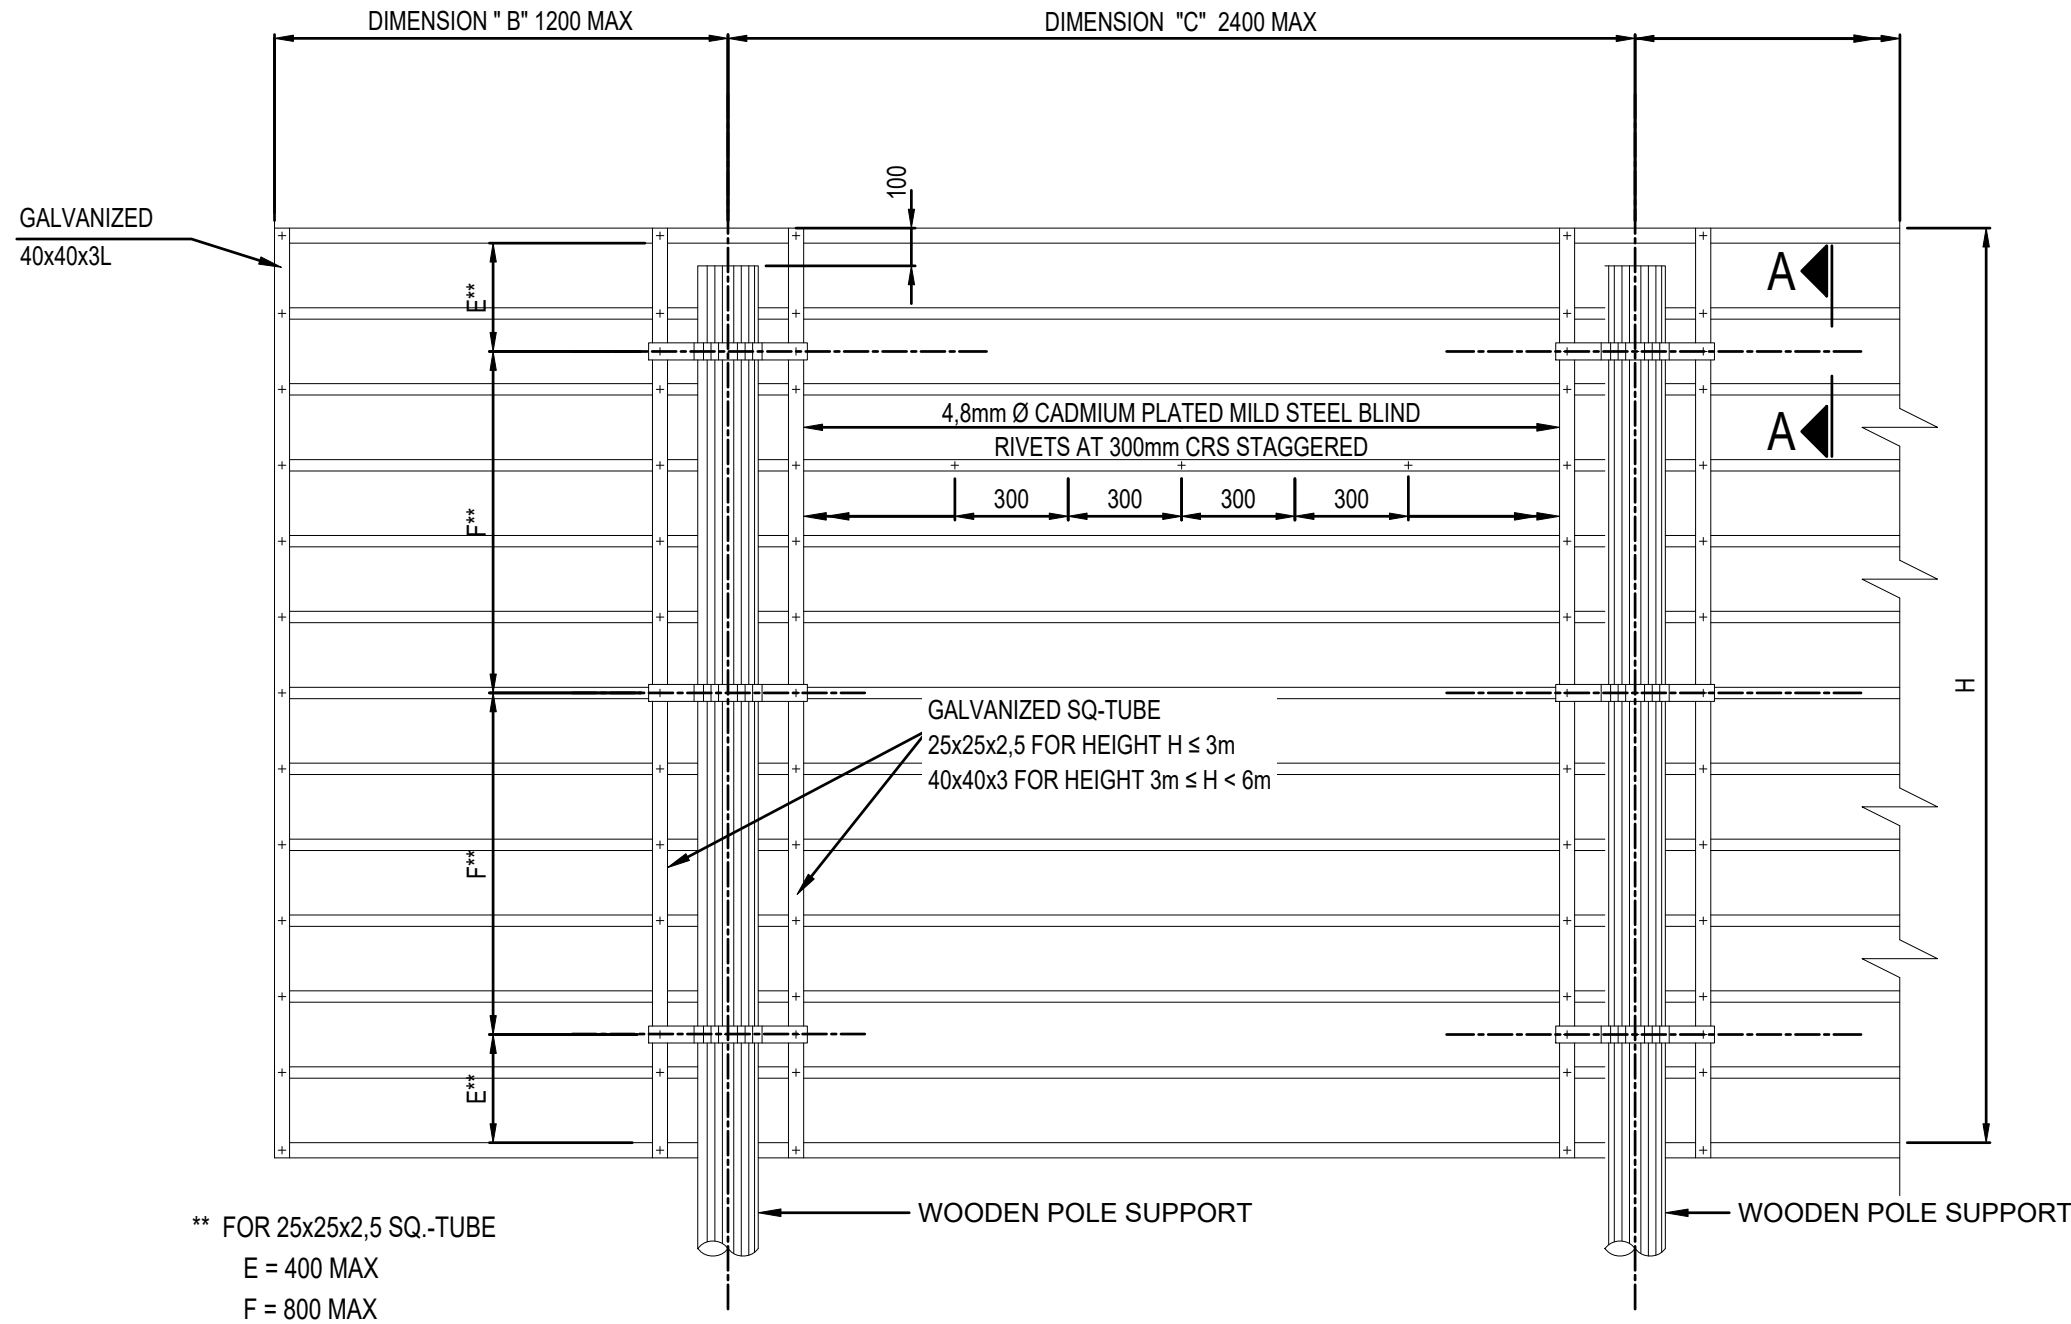 DIMENSION " B" 1200 MAX
DIMENSION "C" 2400 MAX
100
GALVANIZED
40x40x3L
E**
A
4,8mm Ø CADMIUM PLATED MILD STEEL BLIND
RIVETS AT 300mm CRS STAGGERED
A
300
300
300
300
F**
GALVANIZED SQ-TUBE
25x25x2,5 FOR HEIGHT H ≤ 3m
40x40x3 FOR HEIGHT 3m ≤ H < 6m
H
F**
E**
WOODEN POLE SUPPORT
WOODEN POLE SUPPORT
** FOR 25x25x2,5 SQ.-TUBE
E = 400 MAX
F = 800 MAX